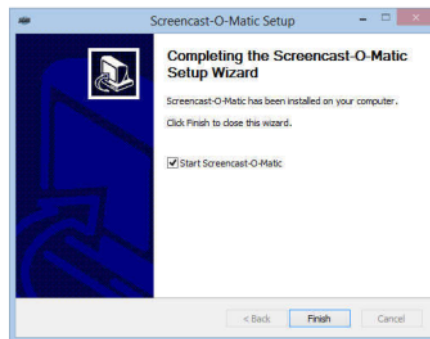 Screencast-O-Matic Setup
Completing the Screencast-O-Matic
Setup Wizard
Screencast-O-Matic has been installed on your computer.
Click Finish to close this wizard.
Start Screencast-O-Matic
< Back
Finish
Cancel